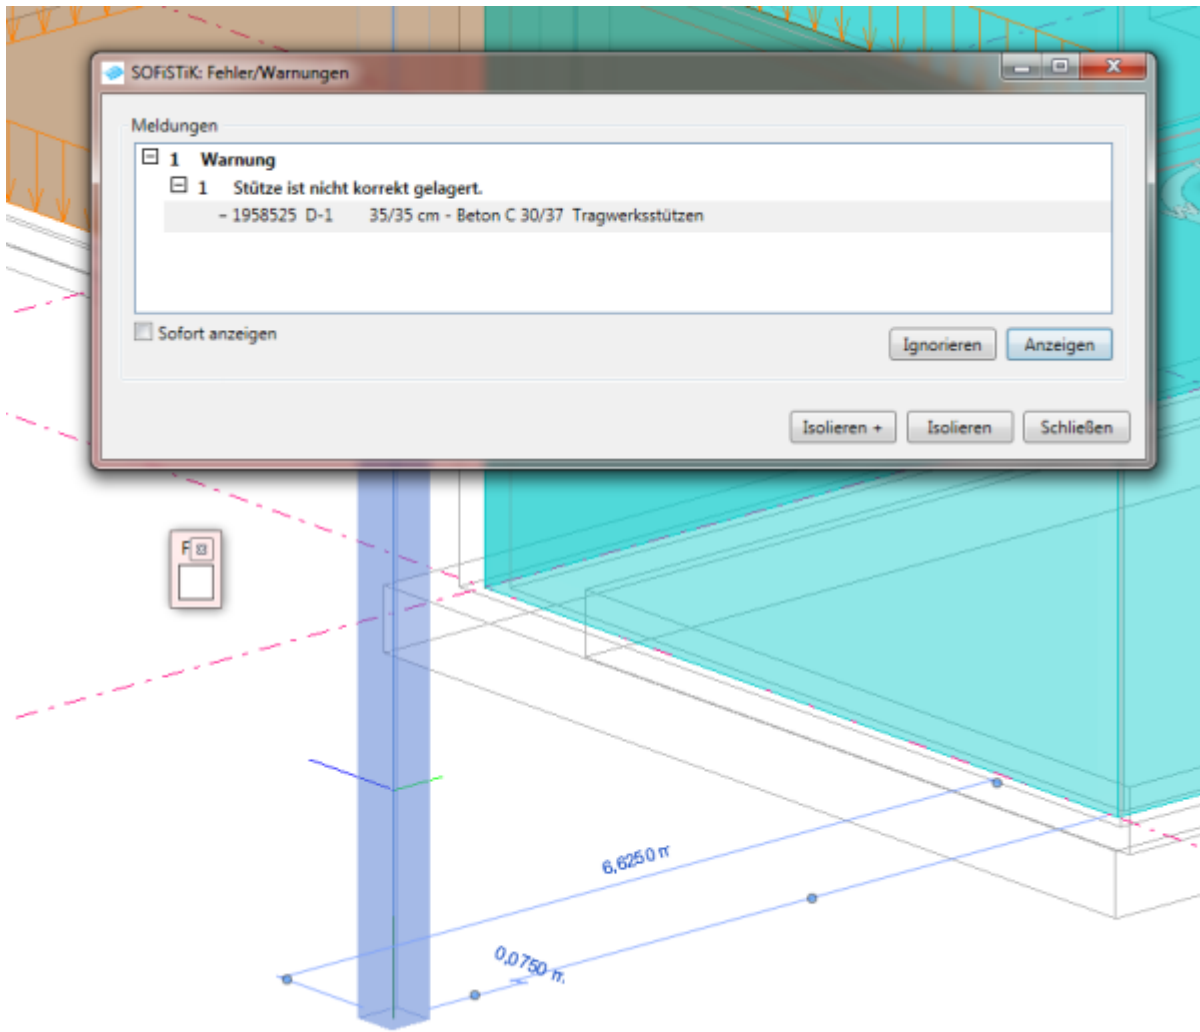 SOFiSTiK: Fehler/Warnungen
Meldungen
1 Warnung
1 Stütze ist nicht korrekt gelagert.
– 1958525 D-1 35/35 cm - Beton C 30/37 Tragwerksstützen
Sofort anzeigen
Ignorieren Anzeigen
Isolieren + Isolieren Schließen
F
6,6250 m
0,0750 m